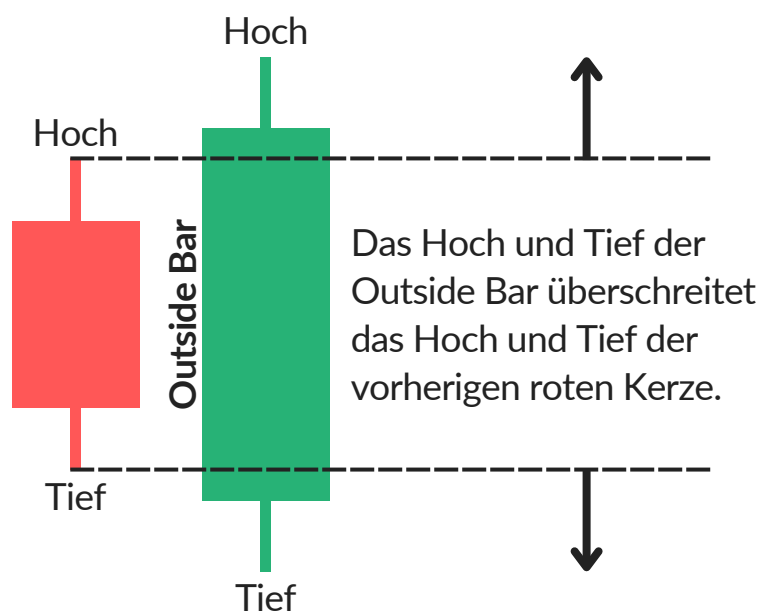 Hoch
Hoch
Outside Bar
Das Hoch und Tief der
Outside Bar überschreitet
das Hoch und Tief der
vorherigen roten Kerze.
Tief
Tief